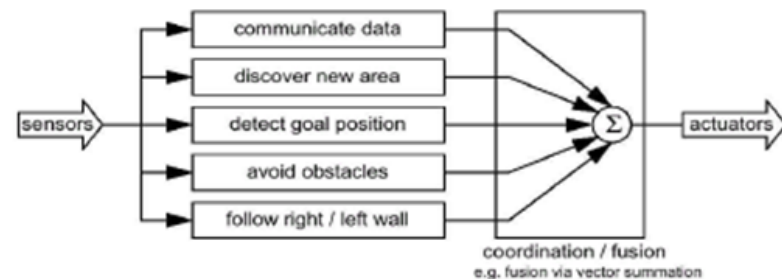 communicate data
discover new area
sensors
detect goal position
Σ
actuators
avoid obstacles
follow right / left wall
coordination / fusion
e.g. fusion via vector summation